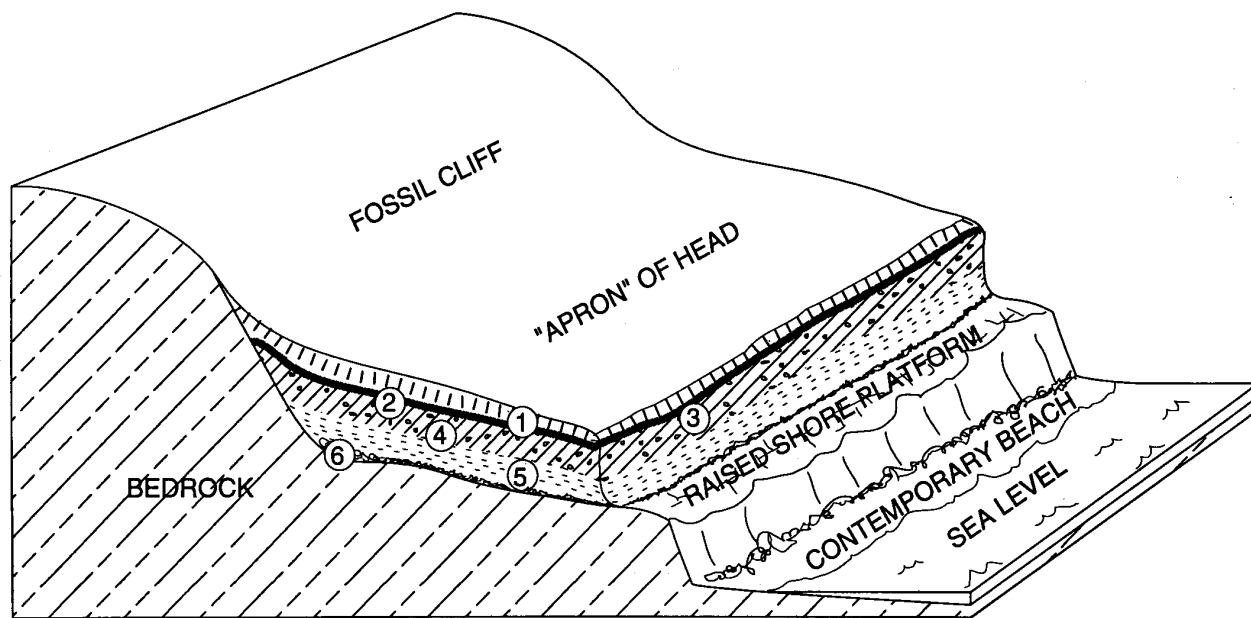 FOSSIL CLIFF
"APRON" OF HEAD
RAISED SHORE PLATFORM
CONTEMPORARY BEACH
SEA LEVEL
BEDROCK
1
2
3
4
5
6